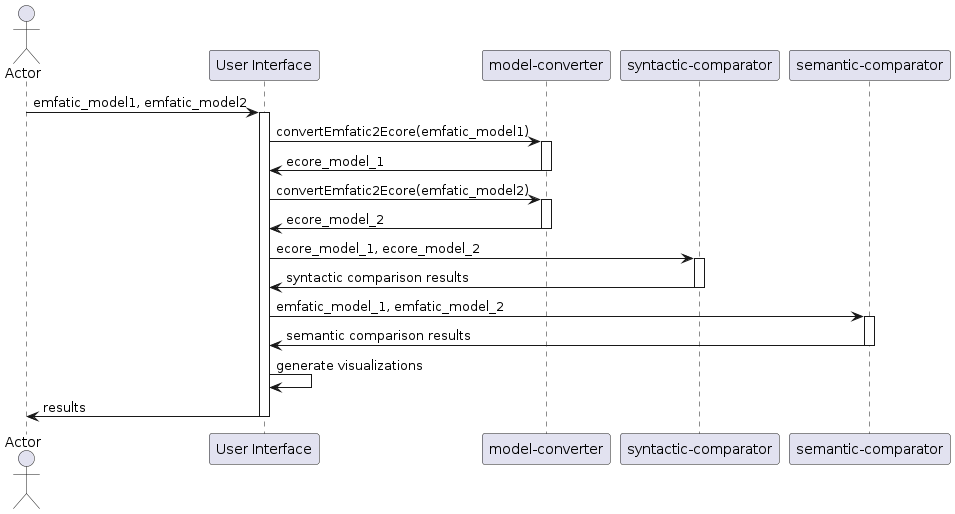 Actor
User Interface
model-converter
syntactic-comparator
semantic-comparator
emfatic_model1, emfatic_model2
convertEmfatic2Ecore(emfatic_model1)
ecore_model_1
convertEmfatic2Ecore(emfatic_model2)
ecore_model_2
ecore_model_1, ecore_model_2
syntactic comparison results
emfatic_model_1, emfatic_model_2
semantic comparison results
generate visualizations
results
Actor
User Interface
model-converter
syntactic-comparator
semantic-comparator